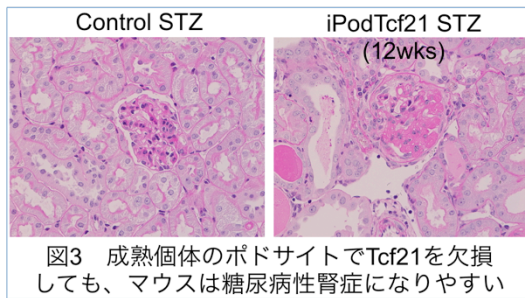 Control STZ
iPodTcf21 STZ
(12wks)
図3 成熟個体のポドサイトでTcf21を欠損
しても、マウスは糖尿病性腎症になりやすい